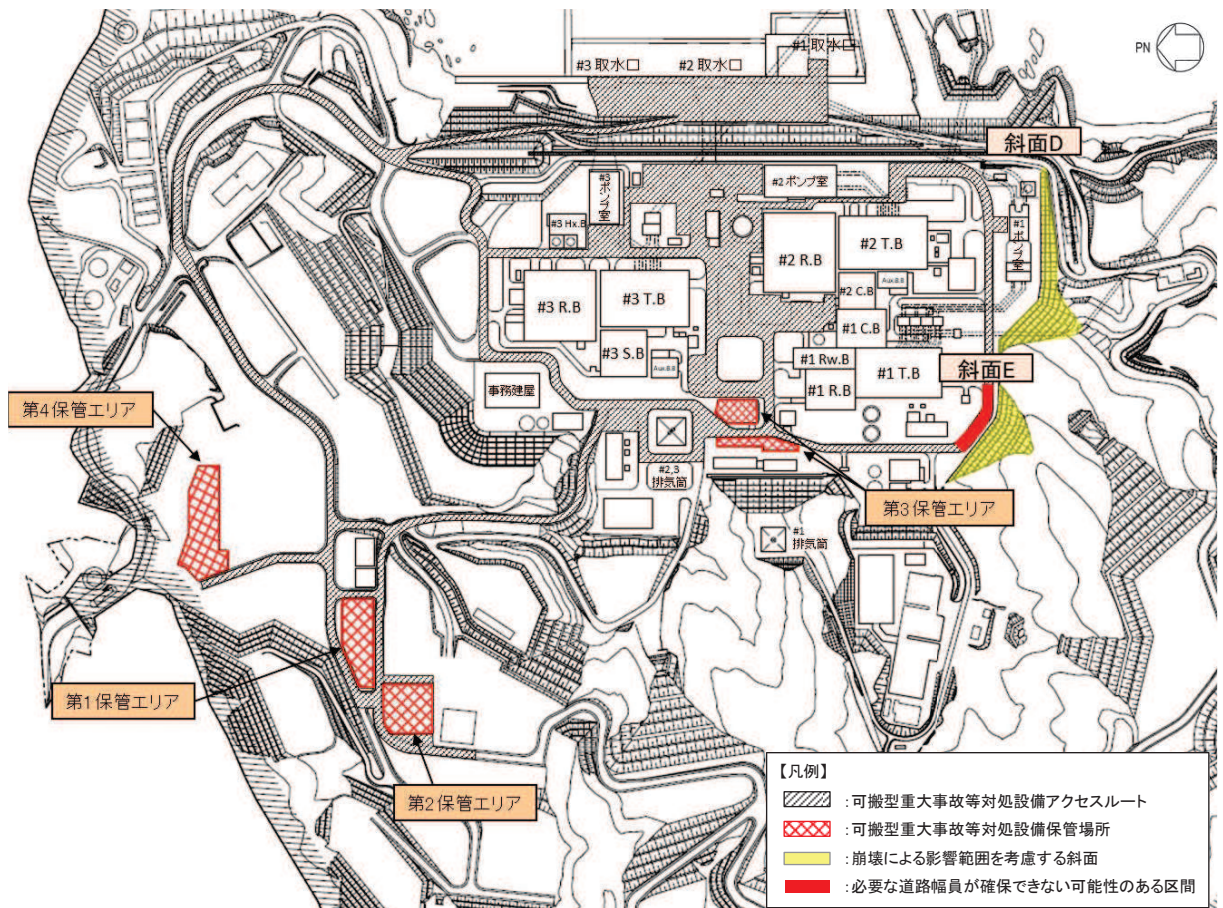 #1取水口
#3取水口
#2取水口
PN
斜面D
#3
ポンプ
室
#2ポンプ室
#3 Hx.B
#1
ポンプ
室
#2 R.B
#2 T.B
#3 R.B
#3 T.B
#2 C.B
Aux.B.B
#1 C.B
#3 S.B
Aux.B.B
#1 Rw.B
#1 R.B
#1 T.B
斜面E
事務建屋
第4保管エリア
#2,3
排気筒
第3保管エリア
#1
排気筒
第1保管エリア
第2保管エリア
【凡例】
:可搬型重大事故等対処設備アクセスルート
:可搬型重大事故等対処設備保管場所
:崩壊による影響範囲を考慮する斜面
:必要な道路幅員が確保できない可能性のある区間